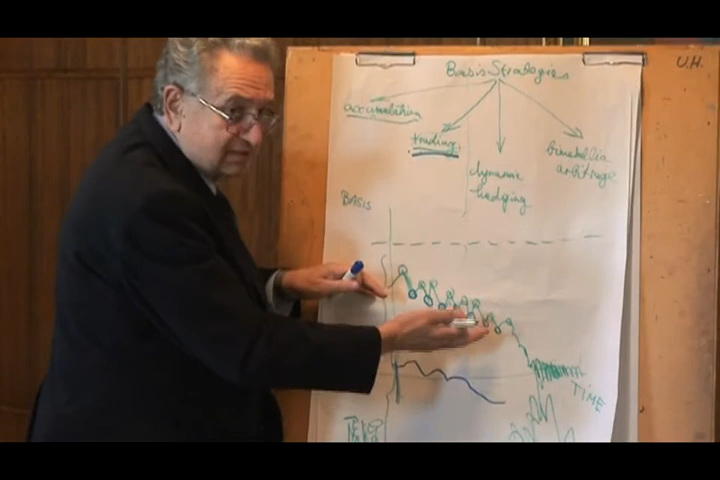 U.H.
Basis Strategies
accumulation
trading
dynamic
hedging
bimetallic
arbitrage
BASIS
TIME